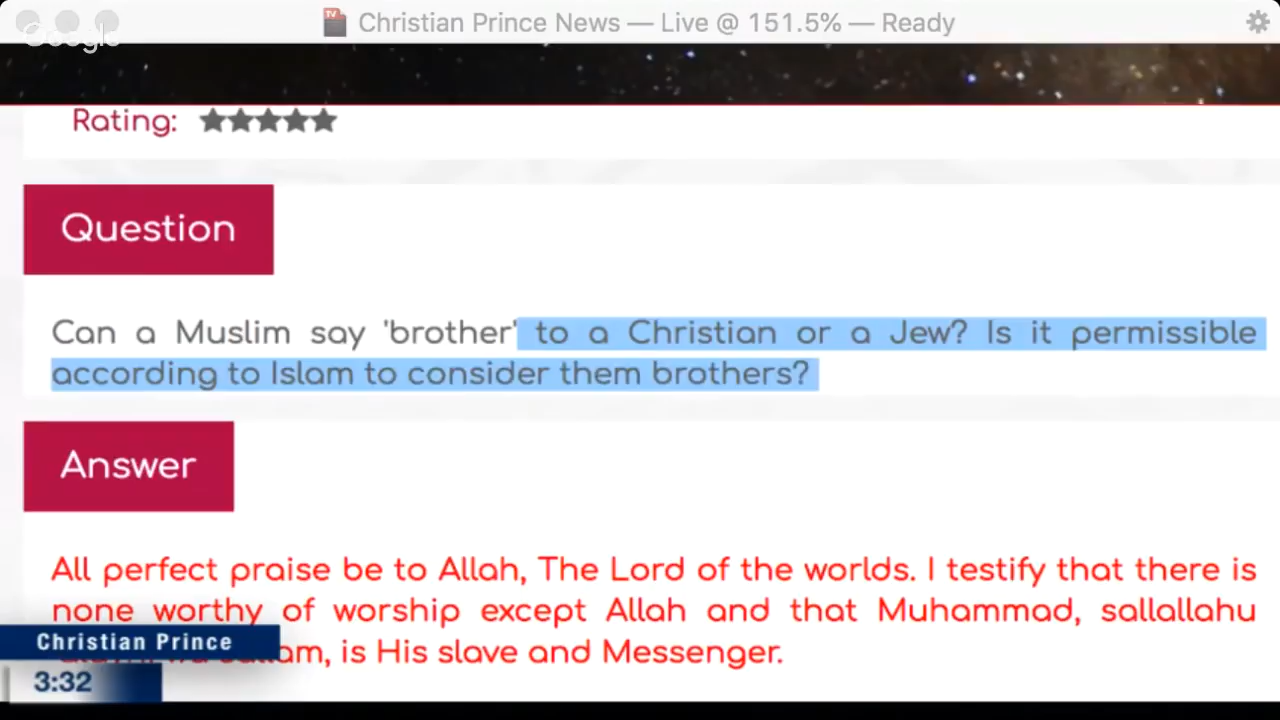 Christian Prince News — Live @ 151.5% — Ready
Google
Rating:
Question
Can a Muslim say 'brother' to a Christian or a Jew? Is it permissible
according to Islam to consider them brothers?
Answer
All perfect praise be to Allah, The Lord of the worlds. I testify that there is
none worthy of worship except Allah and that Muhammad, sallallahu
is His slave and Messenger.
Christian Prince
3:32